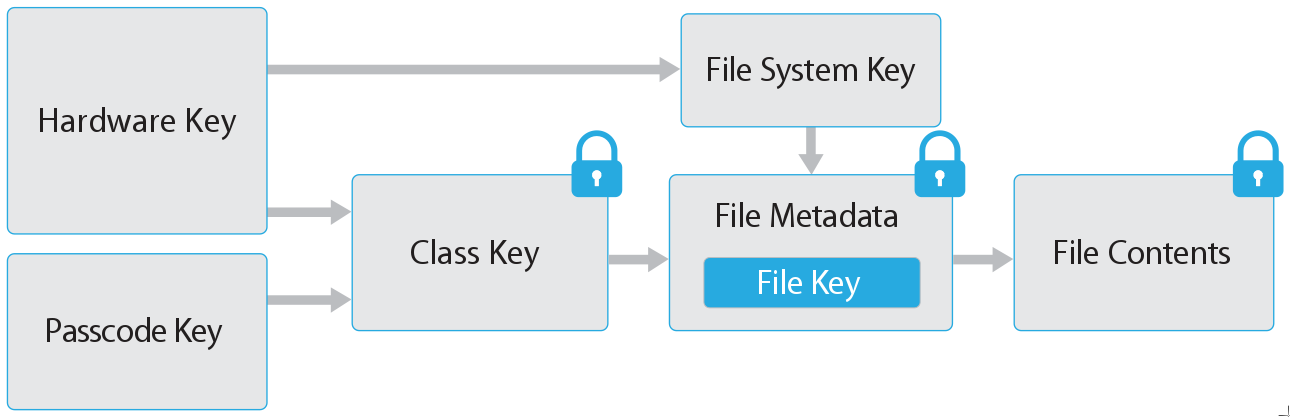 Hardware Key
File System Key
Class Key
File Metadata
File Key
File Contents
Passcode Key